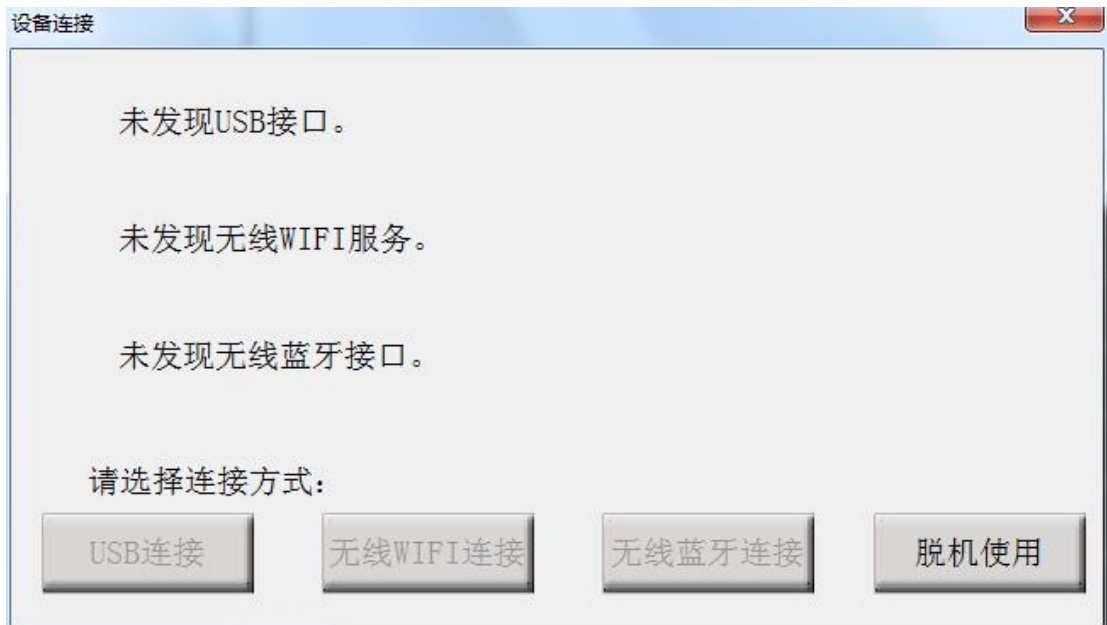 设备连接
未发现USB接口。
未发现无线WIFI服务。
未发现无线蓝牙接口。
请选择连接方式:
USB连接 无线WIFI连接 无线蓝牙连接 脱机使用